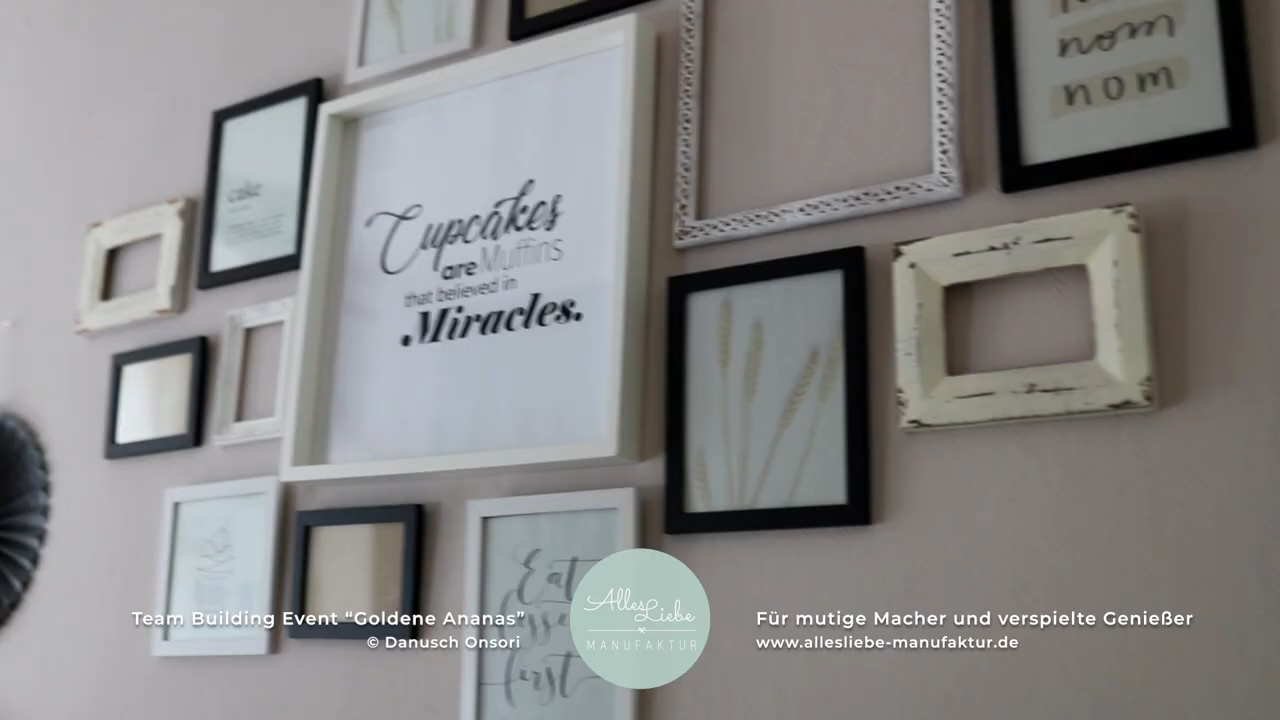 nom
nom
cake
Cupcakes
are Muffins
that believed in
Miracles.
Eat
first
Team Building Event “Goldene Ananas”
© Danusch Onsori
Alles Liebe
MANUFAKTUR
Für mutige Macher und verspielte Genießer
www.allesliebe-manufaktur.de